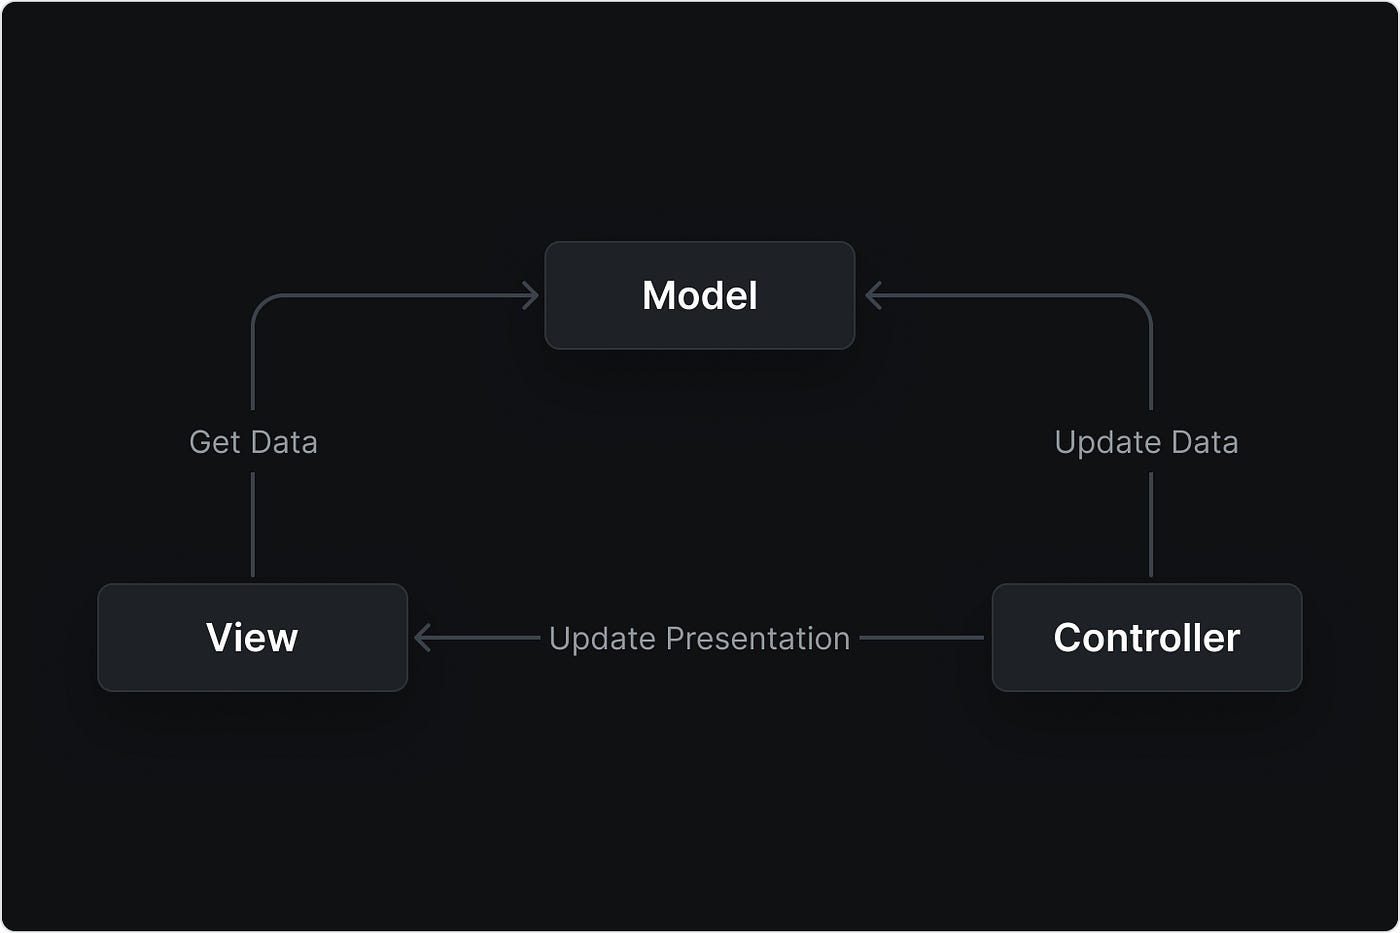 Model
Get Data
Update Data
View
Update Presentation
Controller